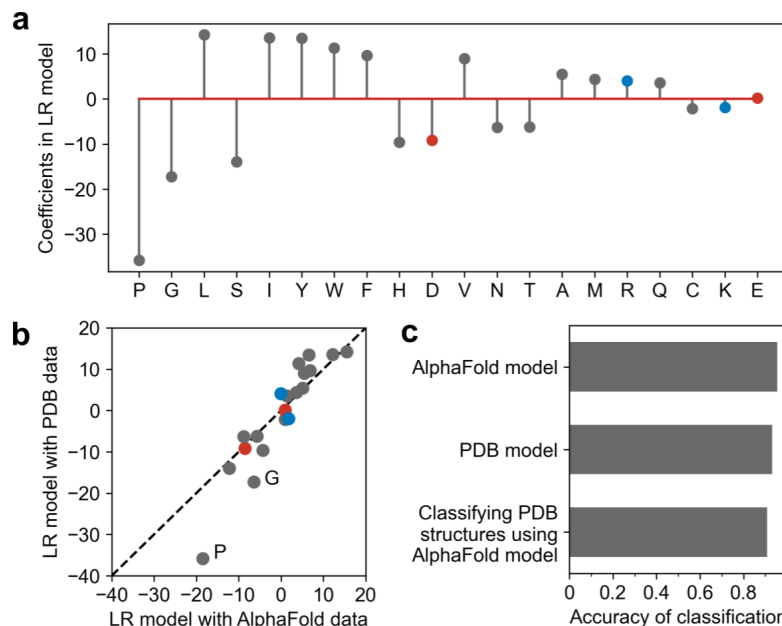 a
Coefficients in LR model
10
0
−10
−20
−30
P G L S I Y W F H D V N T A M R Q C K E
b
LR model with PDB data
20
10
0
−10
−20
−30
−40
G
P
−40 −30 −20 −10 0 10 20
LR model with AlphaFold data
c
AlphaFold model
PDB model
Classifying PDB
structures using
AlphaFold model
0 0.2 0.4 0.6 0.8
Accuracy of classification